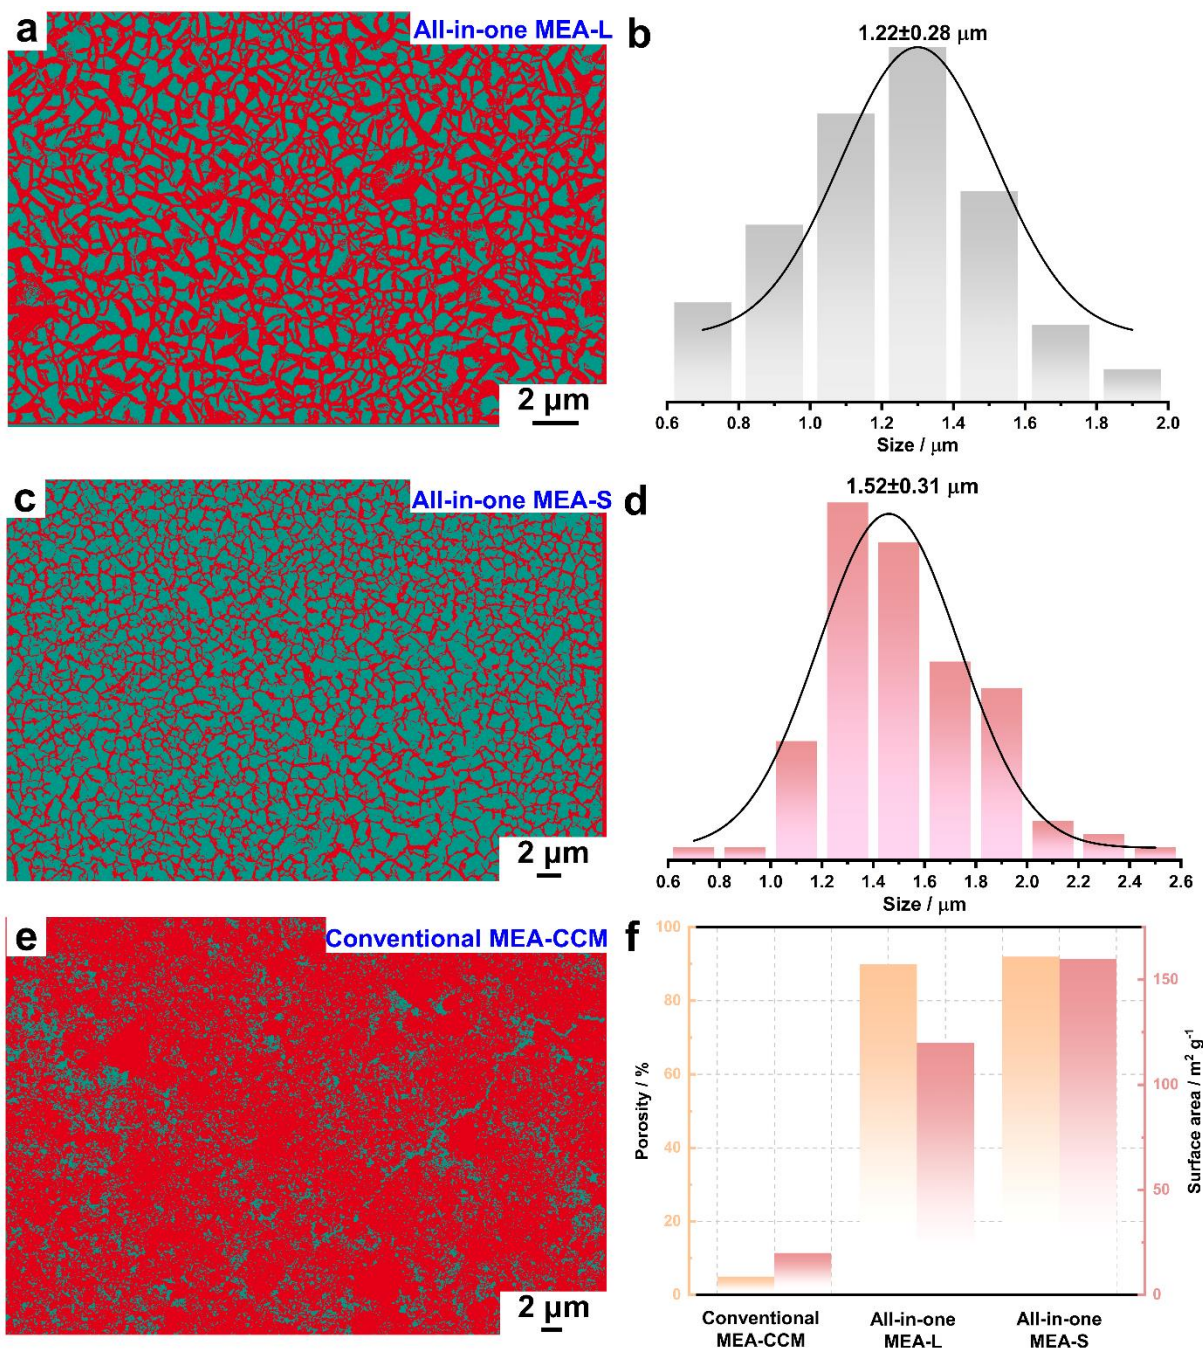 a
All-in-one MEA-L
2 μm
b
1.22±0.28 μm
0.6 0.8 1.0 1.2 1.4 1.6 1.8 2.0
Size / μm
c
All-in-one MEA-S
2 μm
d
1.52±0.31 μm
0.6 0.8 1.0 1.2 1.4 1.6 1.8 2.0 2.2 2.4 2.6
Size / μm
e
Conventional MEA-CCM
2 μm
f
100
80
60
40
20
0
Porosity / %
150
100
50
0
Surface area / m² g⁻¹
Conventional
MEA-CCM
All-in-one
MEA-L
All-in-one
MEA-S